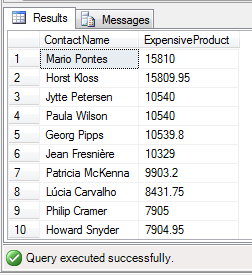 Results Messages
ContactName ExpensiveProduct
1 Mario Pontes 15810
2 Horst Kloss 15809.95
3 Jytte Petersen 10540
4 Paula Wilson 10540
5 Georg Pipps 10539.8
6 Jean Fresnière 10329
7 Patricia McKenna 9903.2
8 Lúcia Carvalho 8431.75
9 Philip Cramer 7905
10 Howard Snyder 7904.95
Query executed successfully.